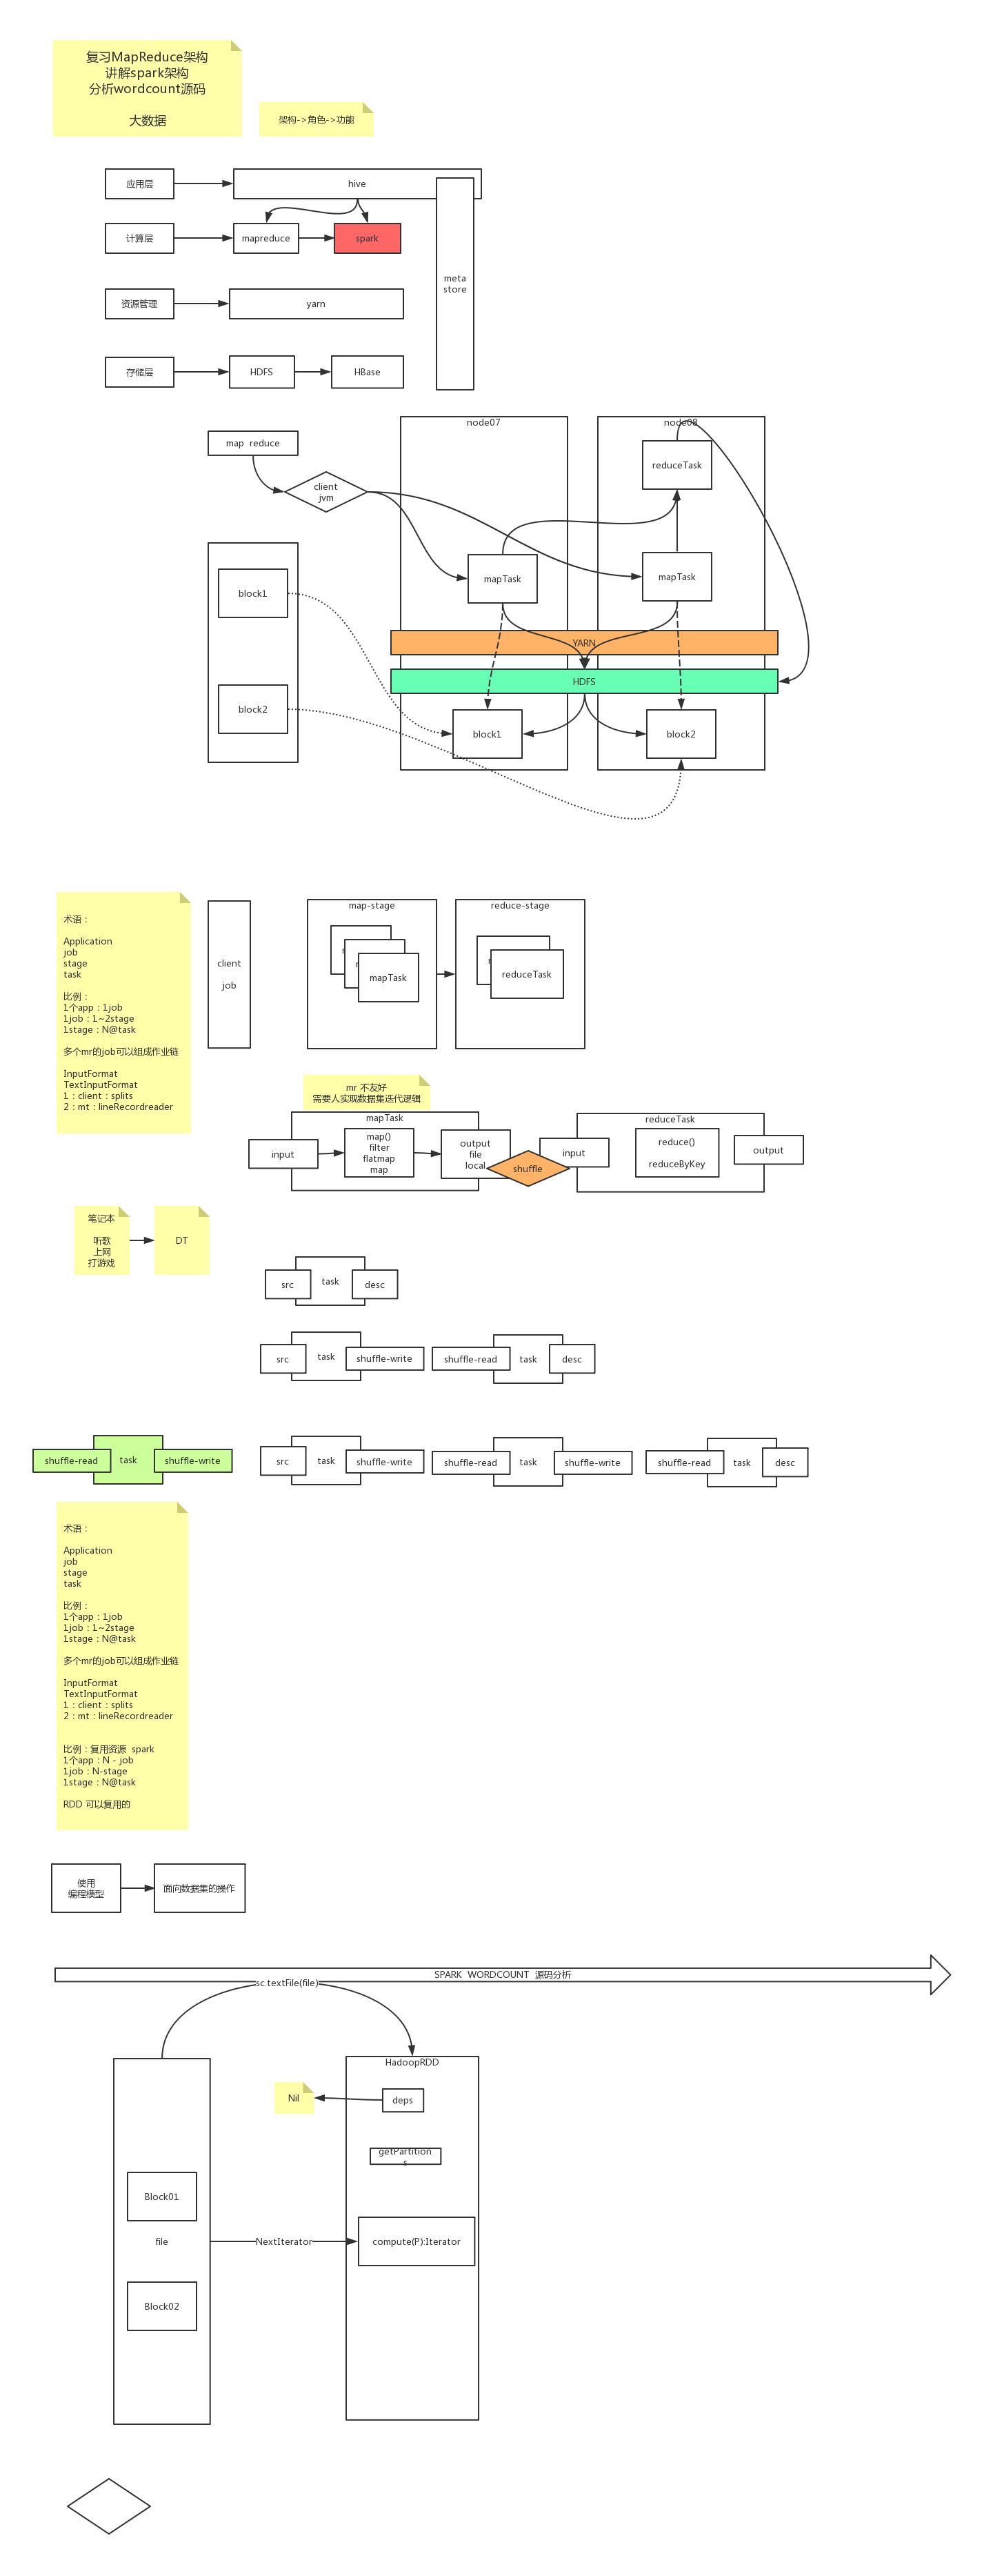 复习MapReduce架构
讲解spark架构
分析wordcount源码
大数据
架构->角色->功能
应用层
hive
计算层
mapreduce
spark
meta
store
资源管理
yarn
存储层
HDFS
HBase
node07
node08
map reduce
reduceTask
client
jvm
mapTask
mapTask
block1
YARN
HDFS
block2
block1
block2
术语：
Application
job
stage
task
比例：
1个app：1job
1job：1~2stage
1stage：N@task
多个mr的job可以组成作业链
InputFormat
TextInputFormat
1：client：splits
2：mt：lineRecordreader
client
job
map-stage
mapTask
reduce-stage
reduceTask
mr 不友好
需要人实现数据集迭代逻辑
mapTask
input
map()
filter
flatmap
map
output
file
local
shuffle
reduceTask
input
reduce()
reduceByKey
output
笔记本
听歌
上网
打游戏
DT
src
task
desc
src
task
shuffle-write
shuffle-read
task
desc
shuffle-read
task
shuffle-write
src
task
shuffle-write
shuffle-read
task
shuffle-write
shuffle-read
task
desc
术语：
Application
job
stage
task
比例：
1个app：1job
1job：1~2stage
1stage：N@task
多个mr的job可以组成作业链
InputFormat
TextInputFormat
1：client：splits
2：mt：lineRecordreader
比例：复用资源 spark
1个app：N - job
1job：N-stage
1stage：N@task
RDD 可以复用的
使用
编程模型
面向数据集的操作
SPARK WORDCOUNT 源码分析
sc.textFile(file)
HadoopRDD
Nil
deps
getPartition
s
Block01
file
NextIterator
compute(P):Iterator
Block02